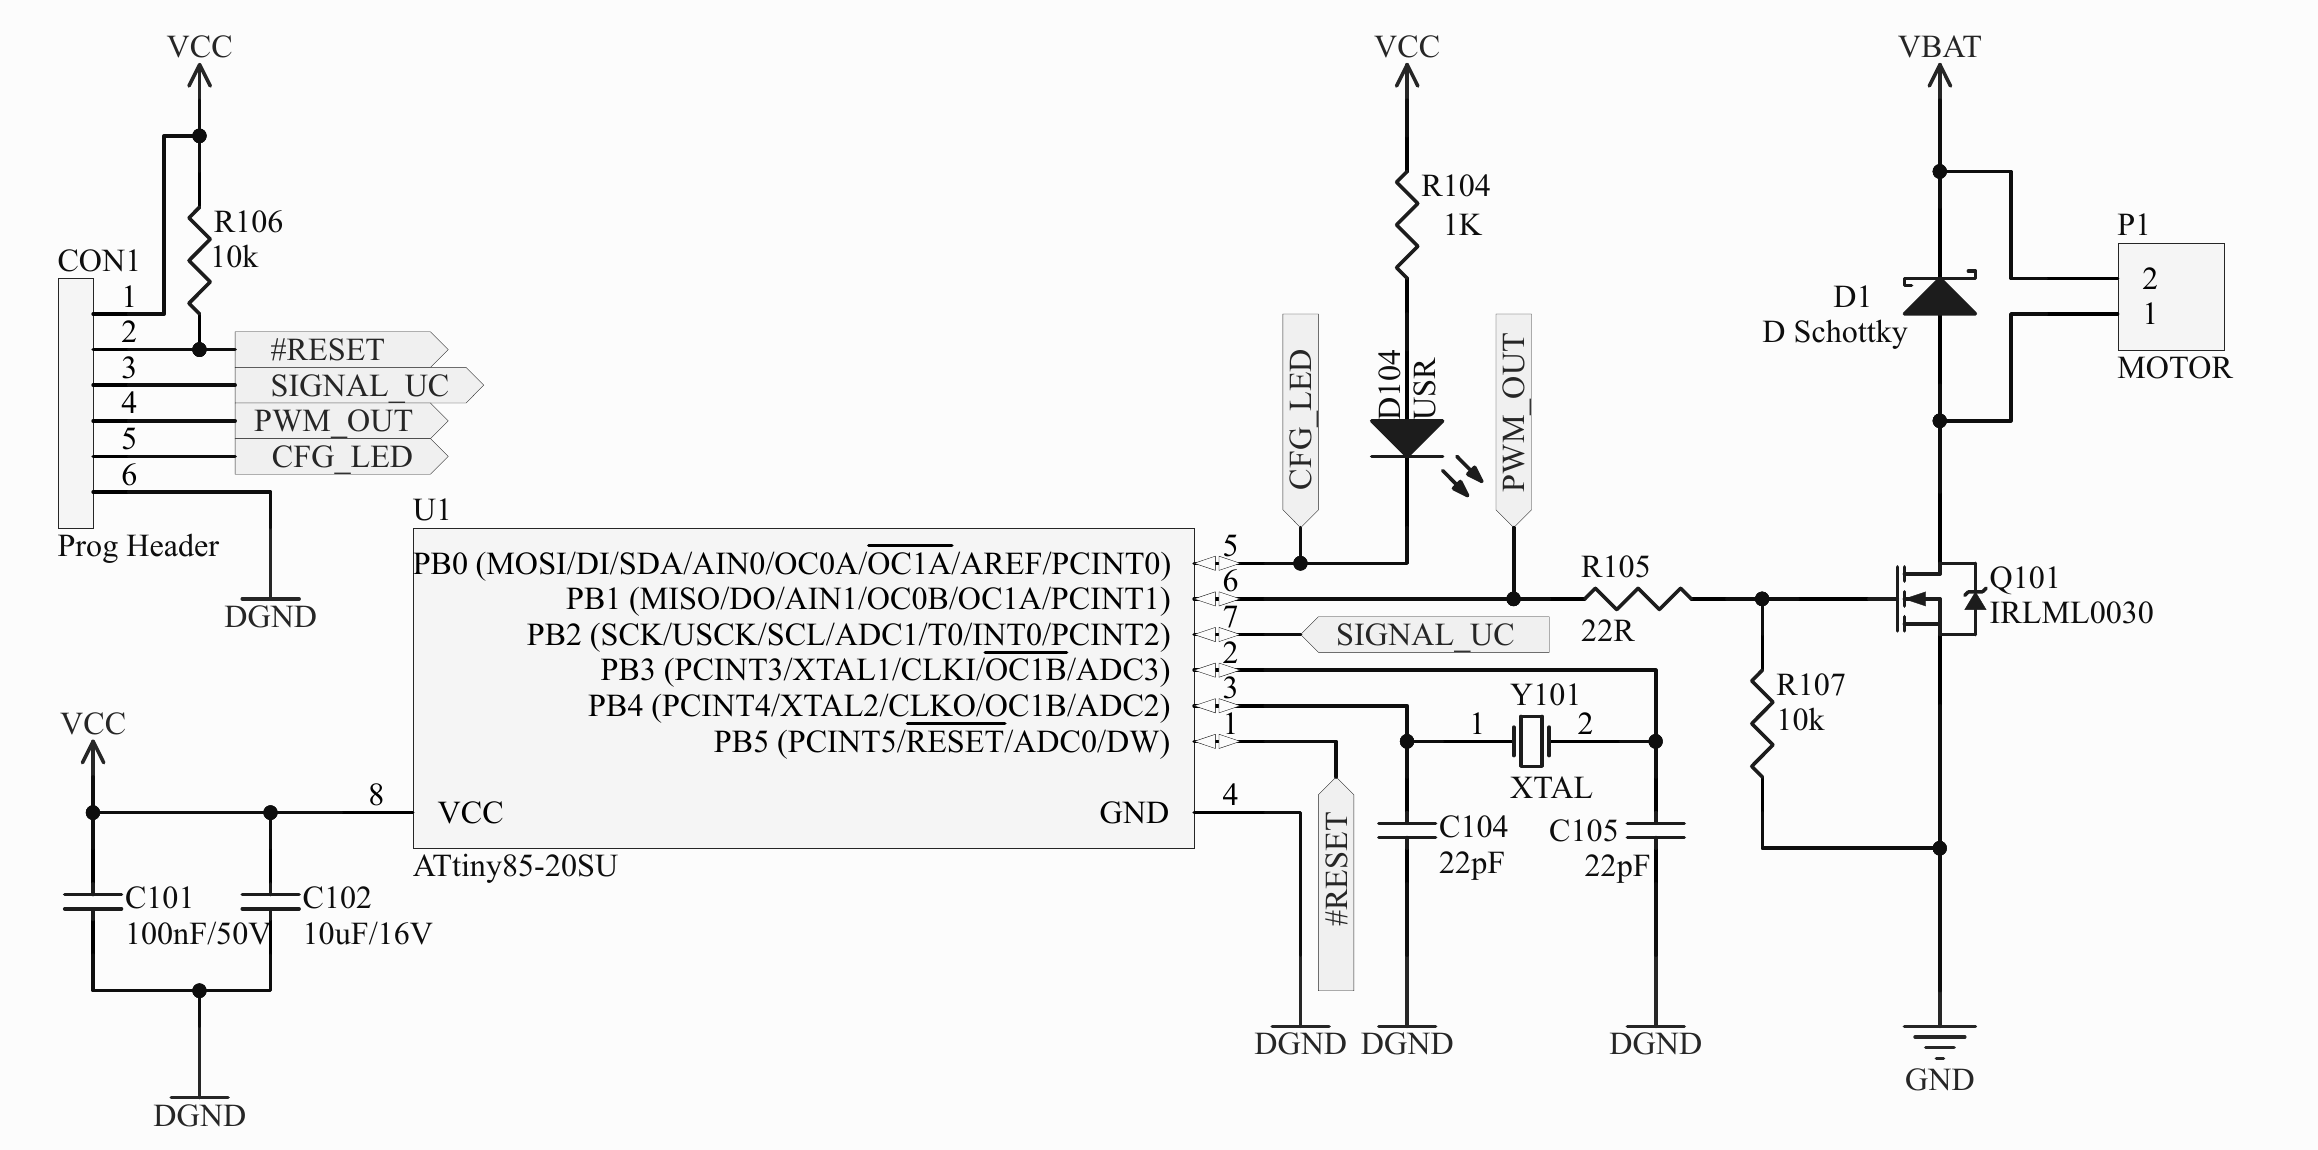 VCC
R106
10k
CON1
1
2
3
4
5
6
#RESET
SIGNAL_UC
PWM_OUT
CFG_LED
Prog Header
DGND
VCC
R104
1K
D104
USR
CFG_LED
PWM_OUT
VBAT
D1
D Schottky
P1
2
1
MOTOR
U1
PB0 (MOSI/DI/SDA/AIN0/OC0A/OC1A/AREF/PCINT0)
5
PB1 (MISO/DO/AIN1/OC0B/OC1A/PCINT1)
6
PB2 (SCK/USCK/SCL/ADC1/T0/INT0/PCINT2)
7
PB3 (PCINT3/XTAL1/CLKI/OC1B/ADC3)
2
PB4 (PCINT4/XTAL2/CLKO/OC1B/ADC2)
3
PB5 (PCINT5/RESET/ADC0/DW)
1
8
VCC
GND
4
ATtiny85-20SU
SIGNAL_UC
R105
22R
Q101
IRLML0030
R107
10k
Y101
1
2
XTAL
C104
22pF
C105
22pF
#RESET
DGND
DGND
DGND
GND
VCC
C101
100nF/50V
C102
10uF/16V
DGND